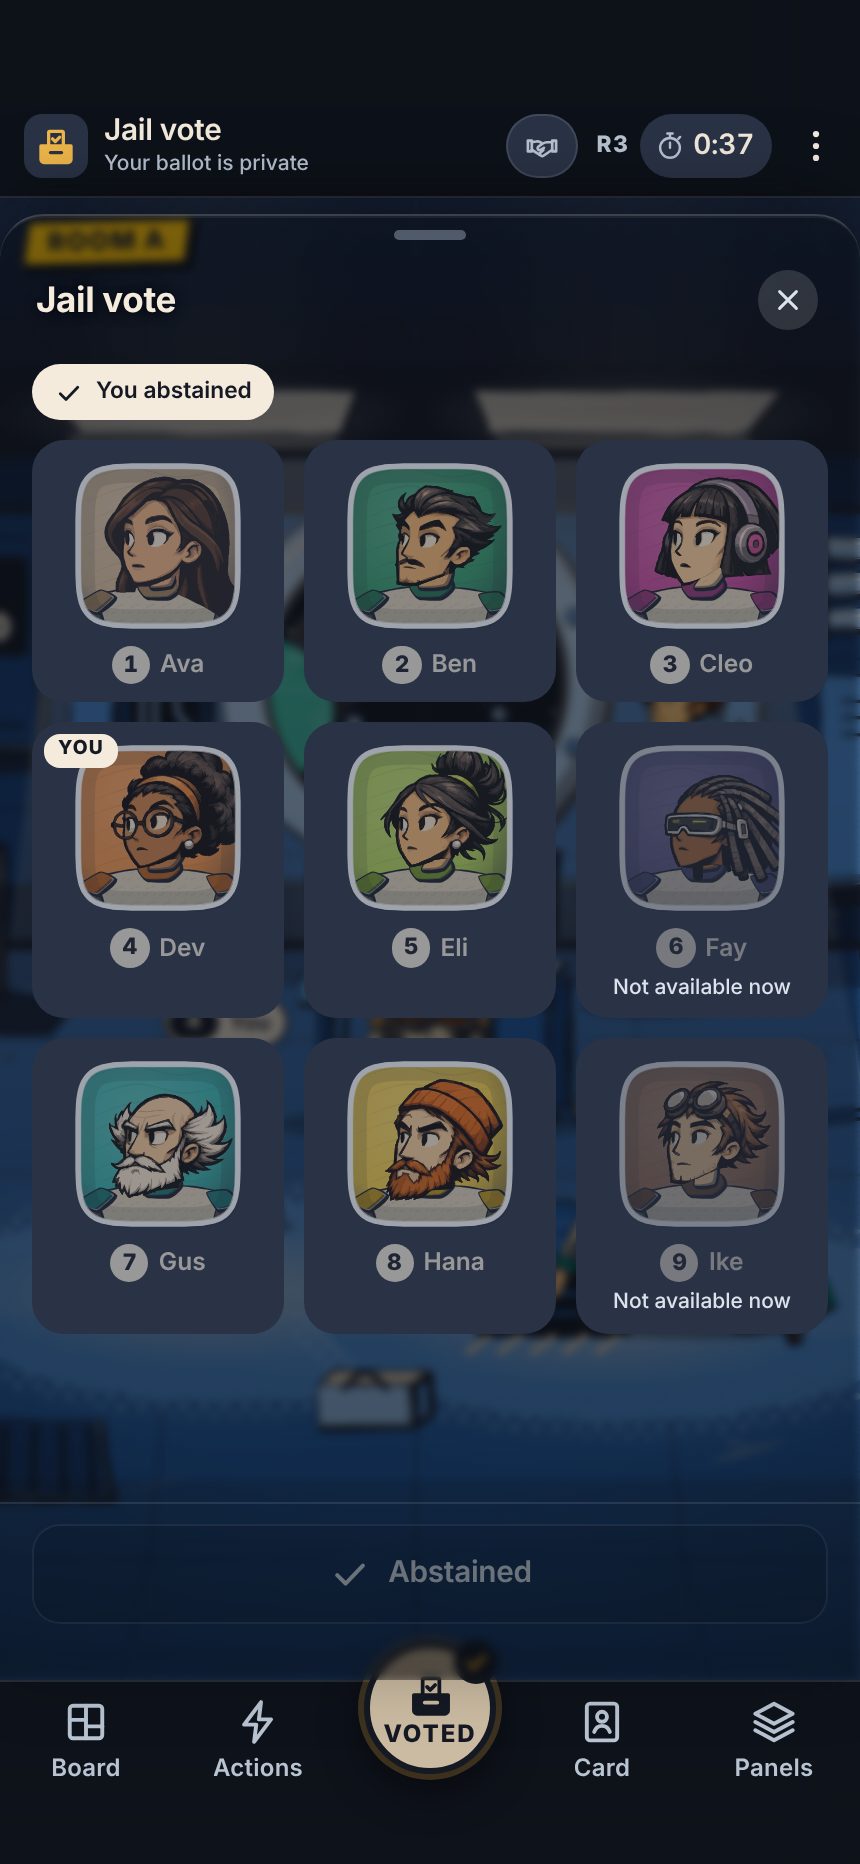 Jail vote
Your ballot is private
R3
0:37
ROOM A
Jail vote
You abstained
1 Ava
2 Ben
3 Cleo
YOU
4 Dev
5 Eli
6 Fay
Not available now
7 Gus
8 Hana
9 Ike
Not available now
Abstained
VOTED
Board
Actions
Card
Panels